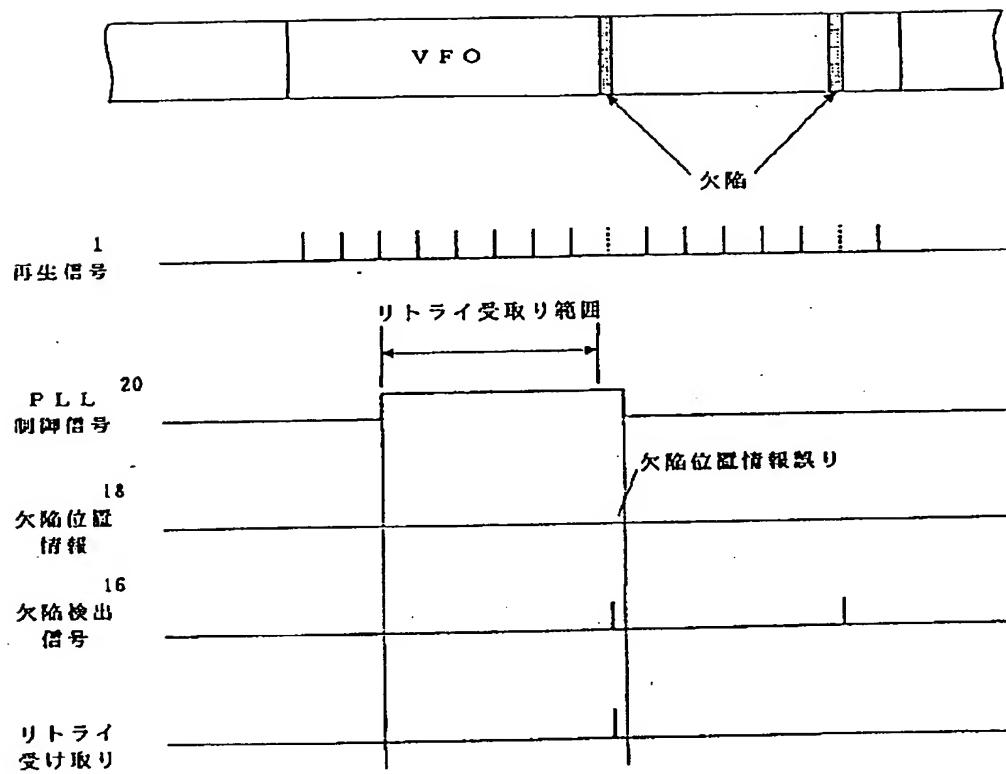 VFO
欠陥
1
再生信号
リトライ受取り範囲
20
PLL
制御信号
欠陥位置情報誤り
18
欠陥位置
情報
16
欠陥検出
信号
リトライ
受け取り